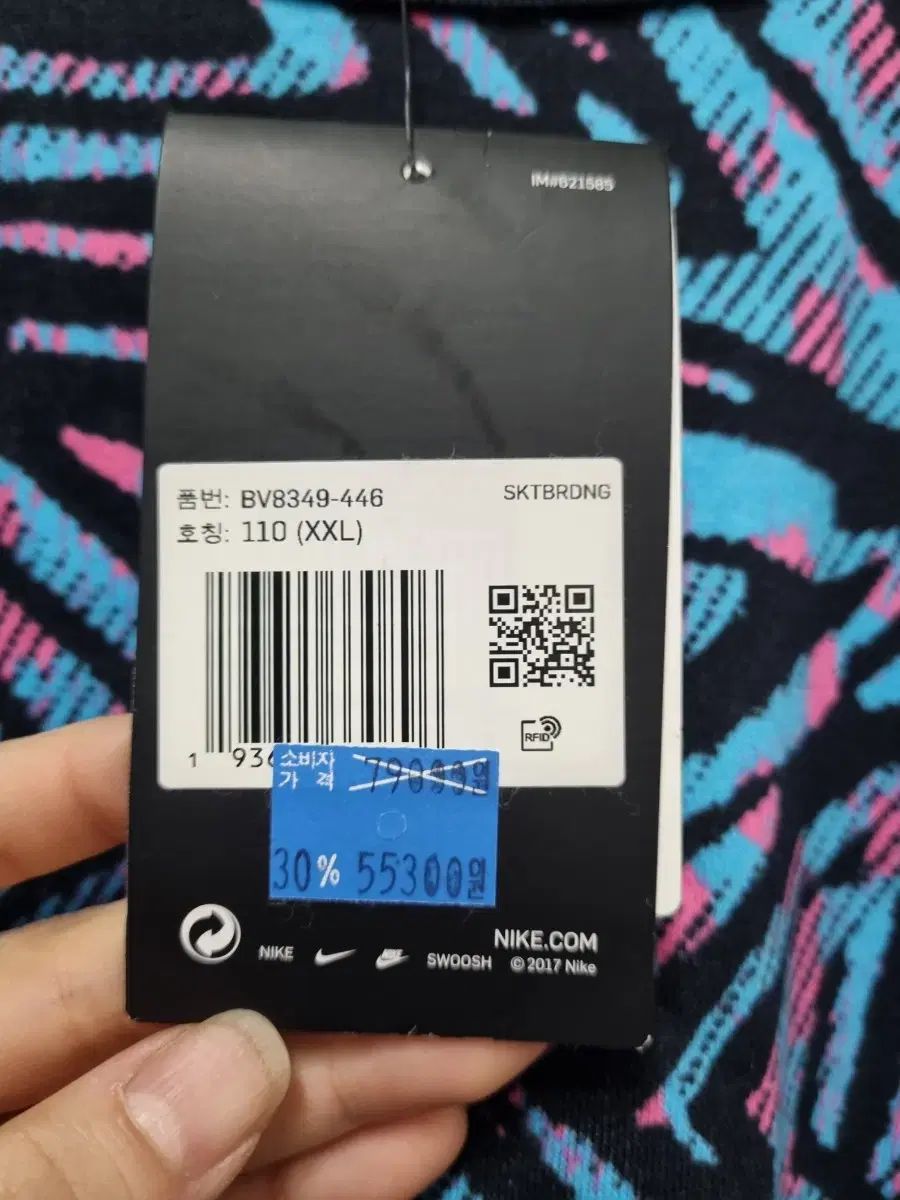 IM#621585
품번: BV8349-446
SKTBRDNG
호칭: 110 (XXL)
RFID
1 936
소비자
가 격
79000원
30% 55300원
NIKE.COM
NIKE SWOOSH © 2017 Nike